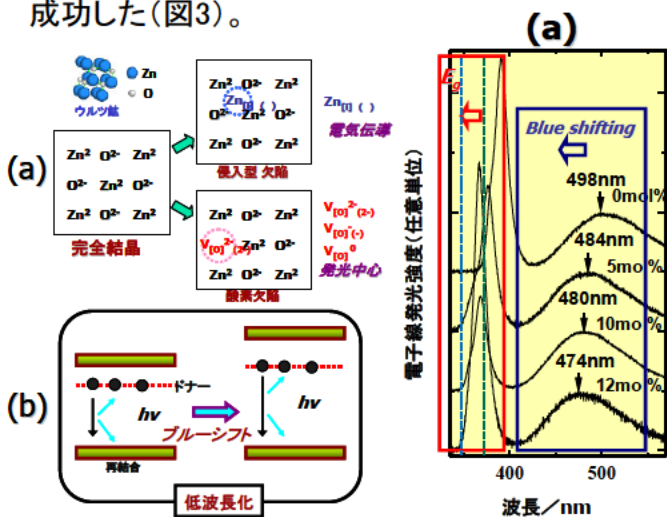 成功した(図3)。
Zn
O
ウルツ鉱
Zn² O²⁻ Zn²
O²⁻ Zn² O²⁻
Zn² O²⁻ Zn²
完全結晶
(a)
Zn² O²⁻ Zn²
Zn[i] ( )
O²⁻ Zn² O²⁻
Zn² O²⁻ Zn²
侵入型 欠陥
Zn[i] ( )
電気伝導
Zn² O²⁻ Zn²
V[O]²⁻(2-) Zn² O²⁻
Zn² O²⁻ Zn²
酸素欠陥
V[O]²⁻(2-)
V[O]⁻(-)
V[O]⁰
発光中心
(b)
ドナー
hν
ブルーシフト
hν
再結合
低波長化
(a)
Eg
Blue shifting
498nm
0mol%
484nm
5mo %
480nm
10mo %
474nm
12mo %
電子線発光強度(任意単位)
400 500
波長/nm